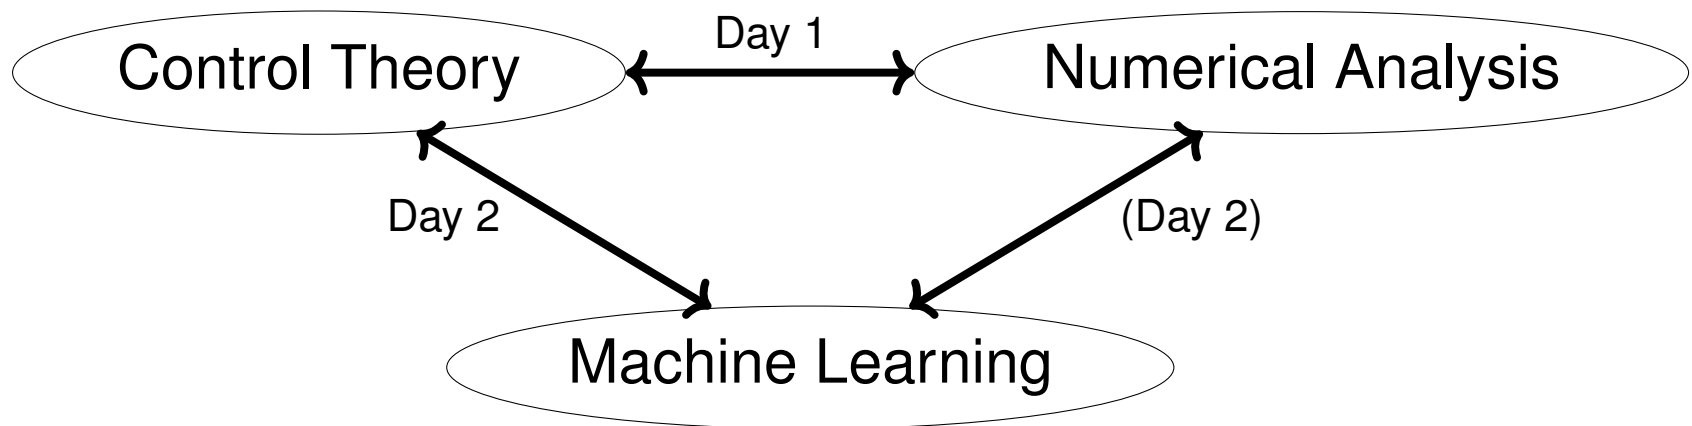 Day 1
Control Theory
Numerical Analysis
Day 2
(Day 2)
Machine Learning